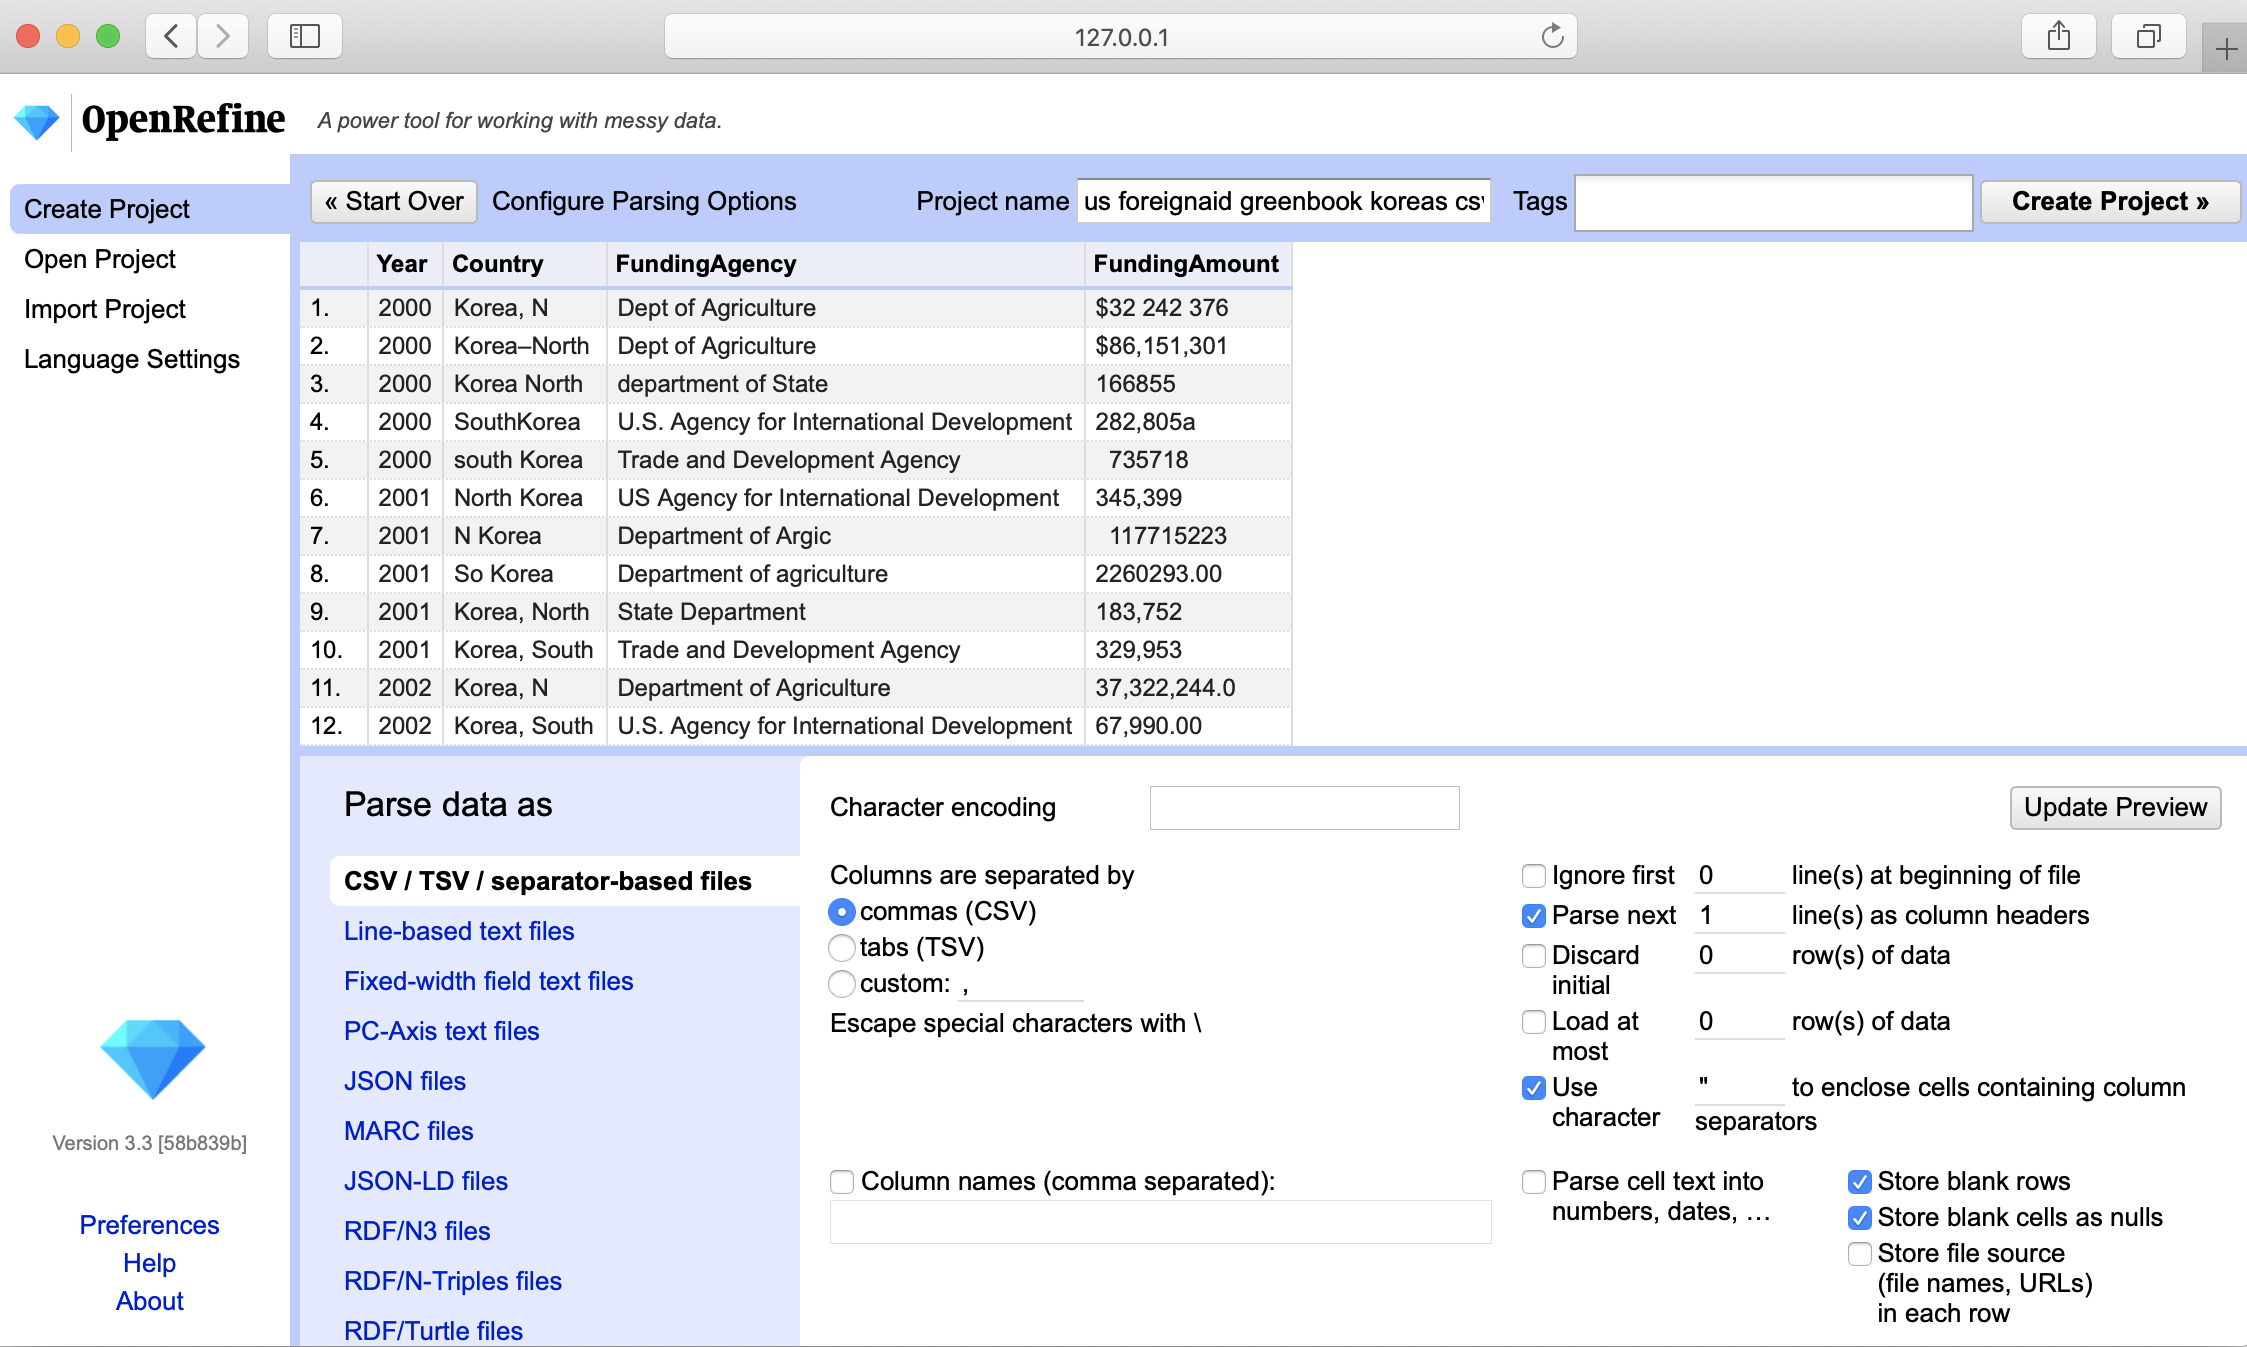 127.0.0.1
OpenRefine A power tool for working with messy data.
Create Project
Open Project
Import Project
Language Settings
« Start Over Configure Parsing Options Project name us foreignaid greenbook koreas cs Tags Create Project »
Year Country FundingAgency FundingAmount
1. 2000 Korea, N Dept of Agriculture $32 242 376
2. 2000 Korea–North Dept of Agriculture $86,151,301
3. 2000 Korea North department of State 166855
4. 2000 SouthKorea U.S. Agency for International Development 282,805a
5. 2000 south Korea Trade and Development Agency 735718
6. 2001 North Korea US Agency for International Development 345,399
7. 2001 N Korea Department of Argic 117715223
8. 2001 So Korea Department of agriculture 2260293.00
9. 2001 Korea, North State Department 183,752
10. 2001 Korea, South Trade and Development Agency 329,953
11. 2002 Korea, N Department of Agriculture 37,322,244.0
12. 2002 Korea, South U.S. Agency for International Development 67,990.00
Parse data as
CSV / TSV / separator-based files
Line-based text files
Fixed-width field text files
PC-Axis text files
JSON files
MARC files
JSON-LD files
RDF/N3 files
RDF/N-Triples files
RDF/Turtle files
Character encoding
Update Preview
Columns are separated by
commas (CSV)
tabs (TSV)
custom: ,
Escape special characters with \
Column names (comma separated):
Ignore first 0 line(s) at beginning of file
Parse next 1 line(s) as column headers
Discard initial 0 row(s) of data
Load at most 0 row(s) of data
Use character " to enclose cells containing column separators
Parse cell text into
numbers, dates, …
Store blank rows
Store blank cells as nulls
Store file source
(file names, URLs)
in each row
Version 3.3 [58b839b]
Preferences
Help
About